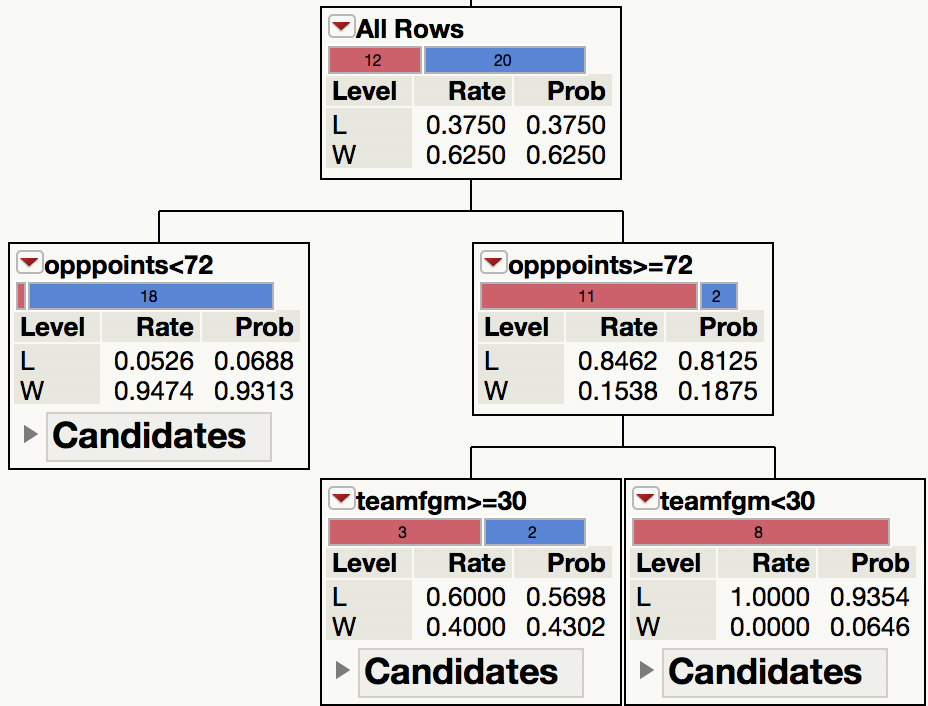 All Rows
12 20
Level Rate Prob
L 0.3750 0.3750
W 0.6250 0.6250
opppoints<72
18
Level Rate Prob
L 0.0526 0.0688
W 0.9474 0.9313
Candidates
opppoints>=72
11 2
Level Rate Prob
L 0.8462 0.8125
W 0.1538 0.1875
teamfgm>=30
3 2
Level Rate Prob
L 0.6000 0.5698
W 0.4000 0.4302
Candidates
teamfgm<30
8
Level Rate Prob
L 1.0000 0.9354
W 0.0000 0.0646
Candidates